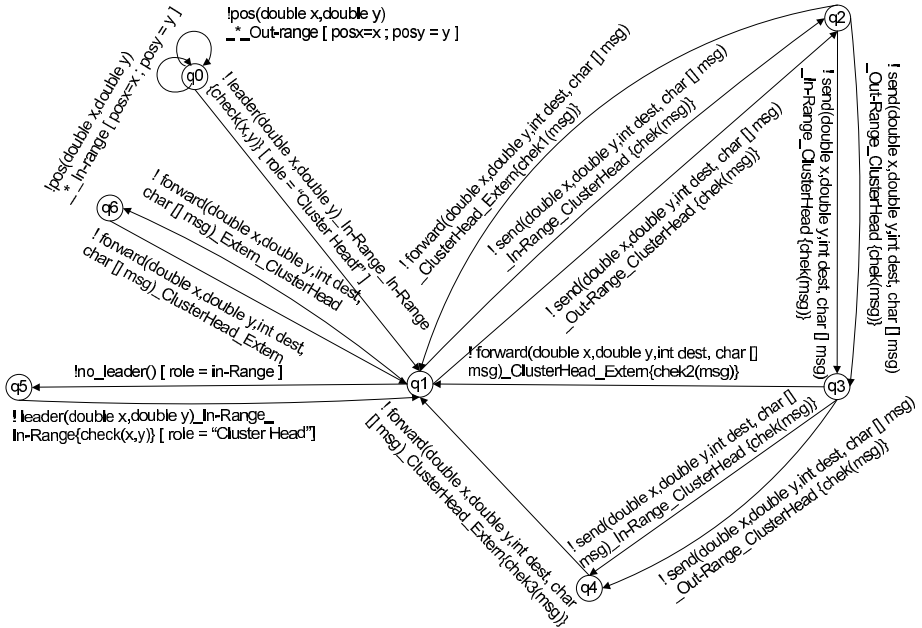 !pos(double x,double y)
_*_Out-range [ posx=x ; posy = y ]
!pos(double x,double y)
_*_In-range [ posx=x ; posy = y ]
q0
! leader(double x,double y)_In-Range_In-Range
{check(x,y)} [ role = “Cluster Head” ]
q2
! forward(double x,double y,int dest, char [] msg)
_ClusterHead_Extern{chek1(msg)}
! send(double x,double y,int dest, char [] msg)
_In-Range_ClusterHead {chek(msg)}
! send(double x,double y,int dest, char [] msg)
_Out-Range_ClusterHead {chek(msg)}
! send(double x,double y,int dest, char [] msg)
_In-Range_ClusterHead {chek(msg)}
! send(double x,double y,int dest, char [] msg)
_Out-Range_ClusterHead {chek(msg)}
q6
! forward(double x,double y,int dest,
char [] msg)_Extern_ClusterHead
! forward(double x,double y,int dest,
char [] msg)_ClusterHead_Extern
q5
!no_leader() [ role = in-Range ]
! leader(double x,double y)_In-Range_
In-Range{check(x,y)} [ role = “Cluster Head”]
q1
! forward(double x,double y,int dest, char []
msg)_ClusterHead_Extern{chek2(msg)}
q3
! forward(double x,double y,int dest, char
[] msg)_ClusterHead_Extern{chek3(msg)}
! send(double x,double y,int dest, char []
msg)_In-Range_ClusterHead {chek(msg)}
! send(double x,double y,int dest, char [] msg)
_Out-Range_ClusterHead {chek(msg)}
q4